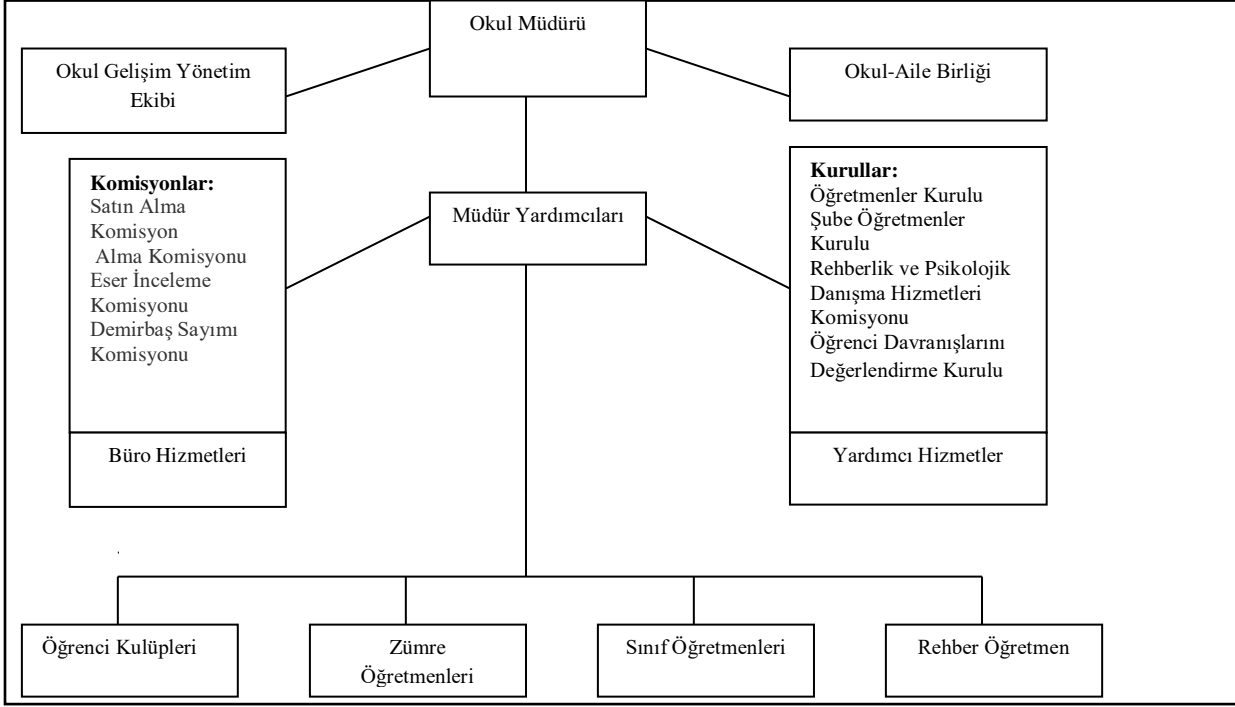 Okul Müdürü
Okul Gelişim Yönetim
Ekibi
Okul-Aile Birliği
Komisyonlar:
Satın Alma
Komisyon
Alma Komisyonu
Eser İnceleme
Komisyonu
Demirbaş Sayımı
Komisyonu
Müdür Yardımcıları
Kurullar:
Öğretmenler Kurulu
Şube Öğretmenler
Kurulu
Rehberlik ve Psikolojik
Danışma Hizmetleri
Komisyonu
Öğrenci Davranışlarını
Değerlendirme Kurulu
Büro Hizmetleri
Yardımcı Hizmetler
Öğrenci Kulüpleri
Zümre
Öğretmenleri
Sınıf Öğretmenleri
Rehber Öğretmen